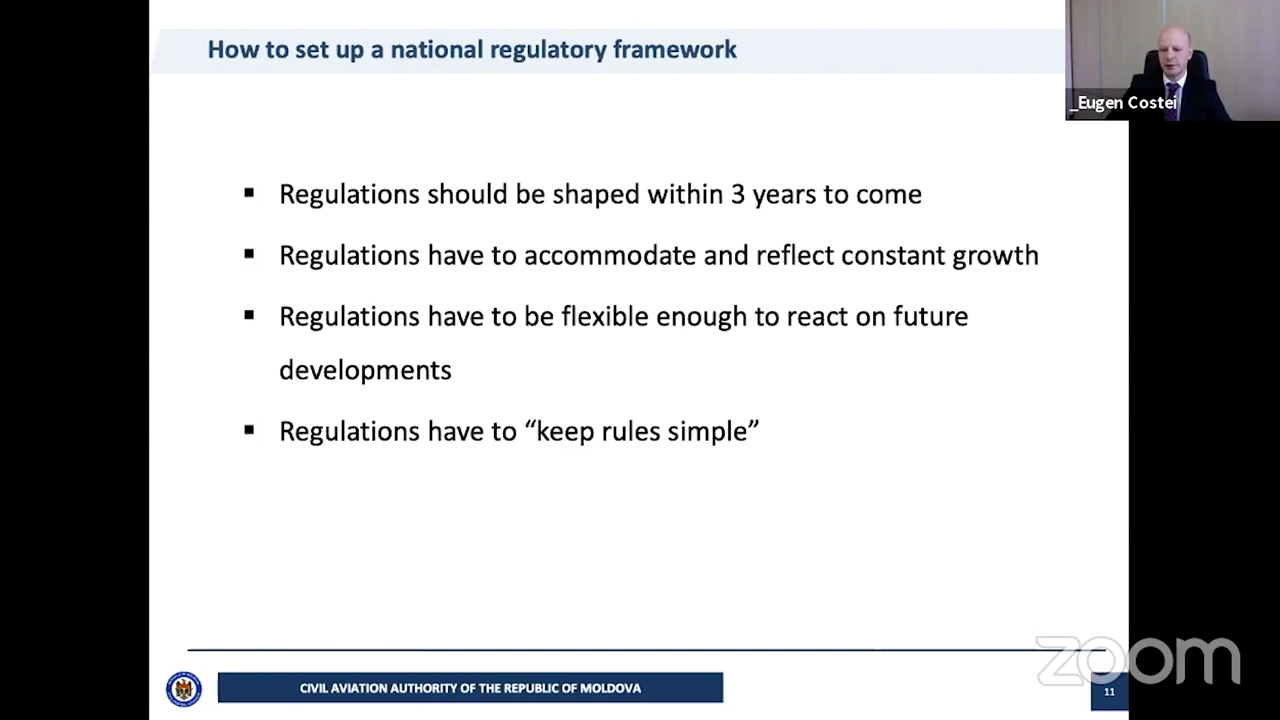 How to set up a national regulatory framework
_Eugen Costei
▪ Regulations should be shaped within 3 years to come
▪ Regulations have to accommodate and reflect constant growth
▪ Regulations have to be flexible enough to react on future
developments
▪ Regulations have to “keep rules simple”
zoom
CIVIL AVIATION AUTHORITY OF THE REPUBLIC OF MOLDOVA
11